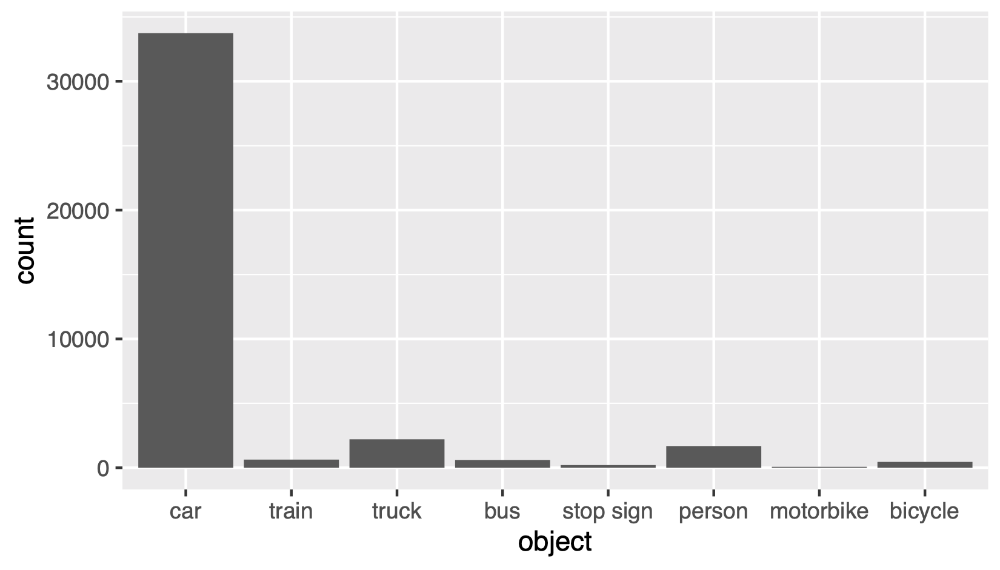 count
30000
20000
10000
0
car train truck bus stop sign person motorbike bicycle
object